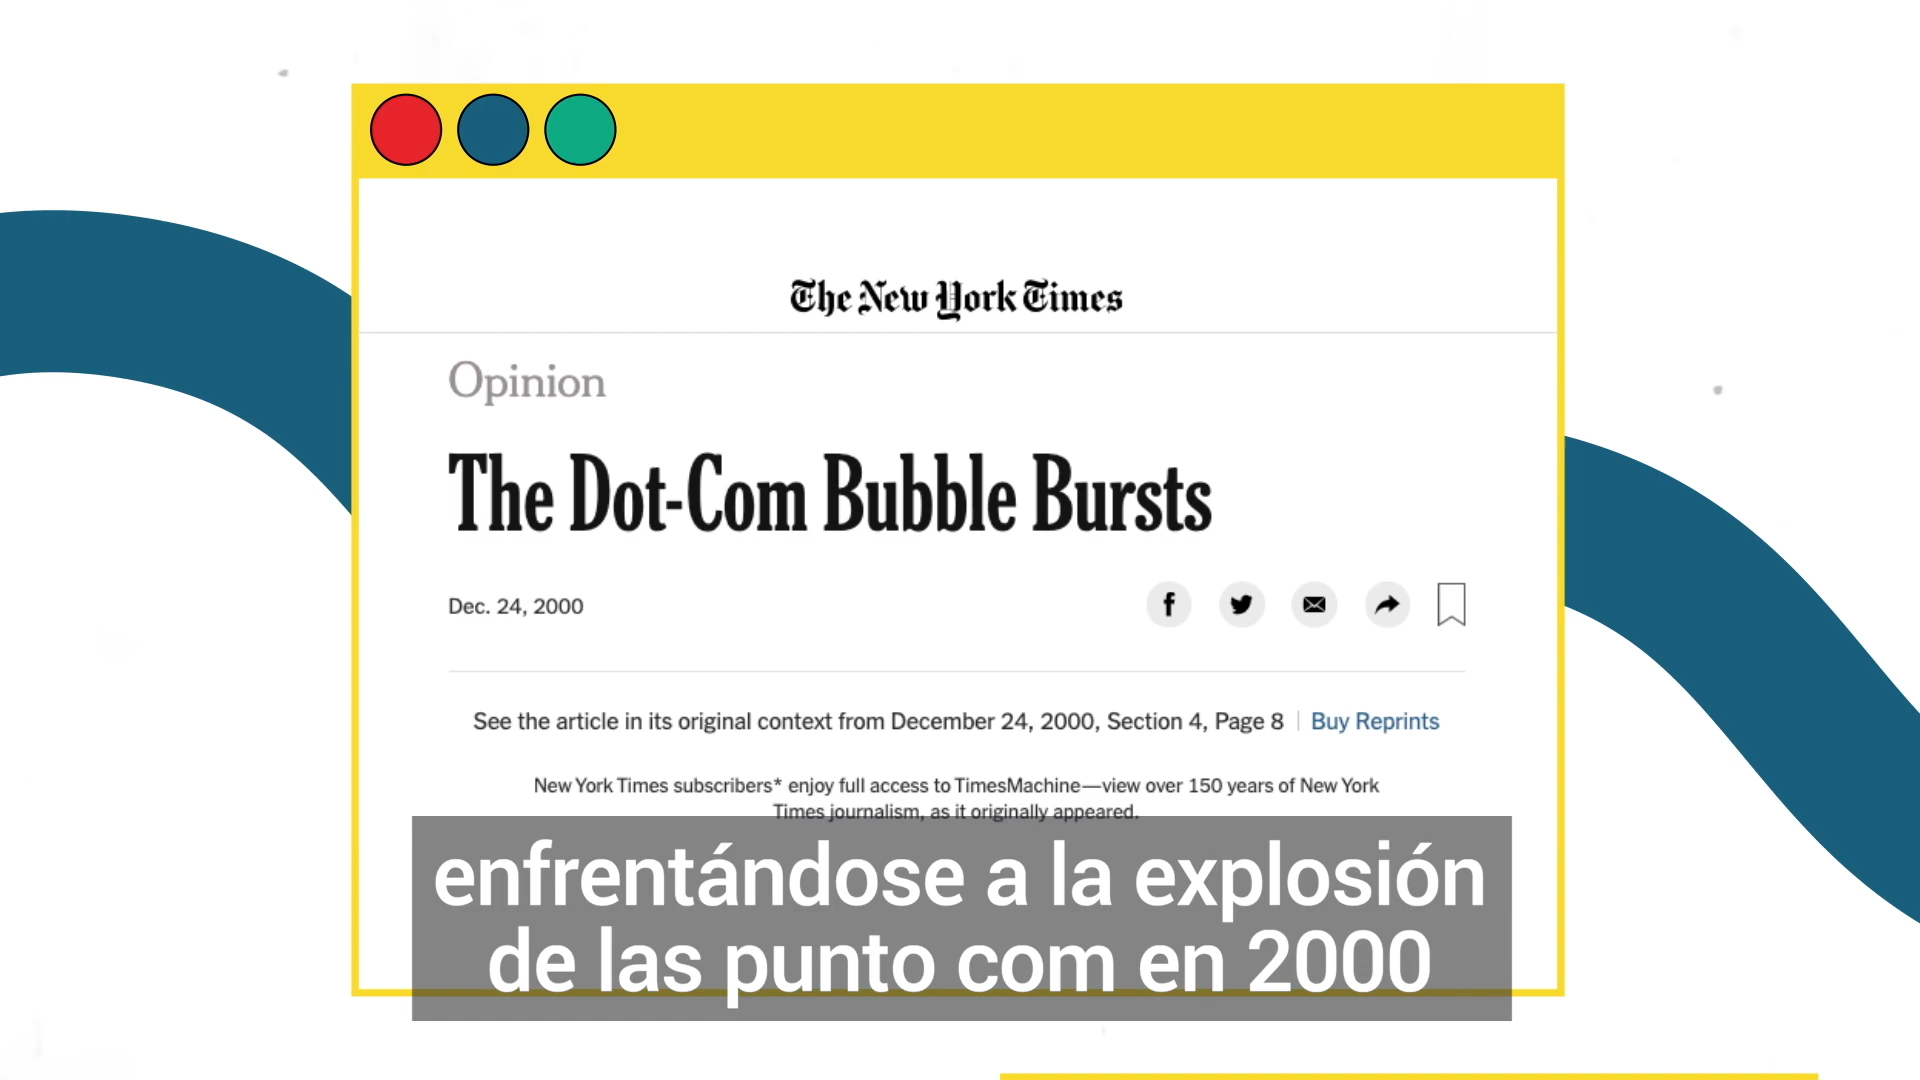 The New York Times
Opinion
The Dot-Com Bubble Bursts
Dec. 24, 2000
See the article in its original context from December 24, 2000, Section 4, Page 8 | Buy Reprints
New York Times subscribers* enjoy full access to TimesMachine—view over 150 years of New York
Times journalism, as it originally appeared.
enfrentándose a la explosión
de las punto com en 2000